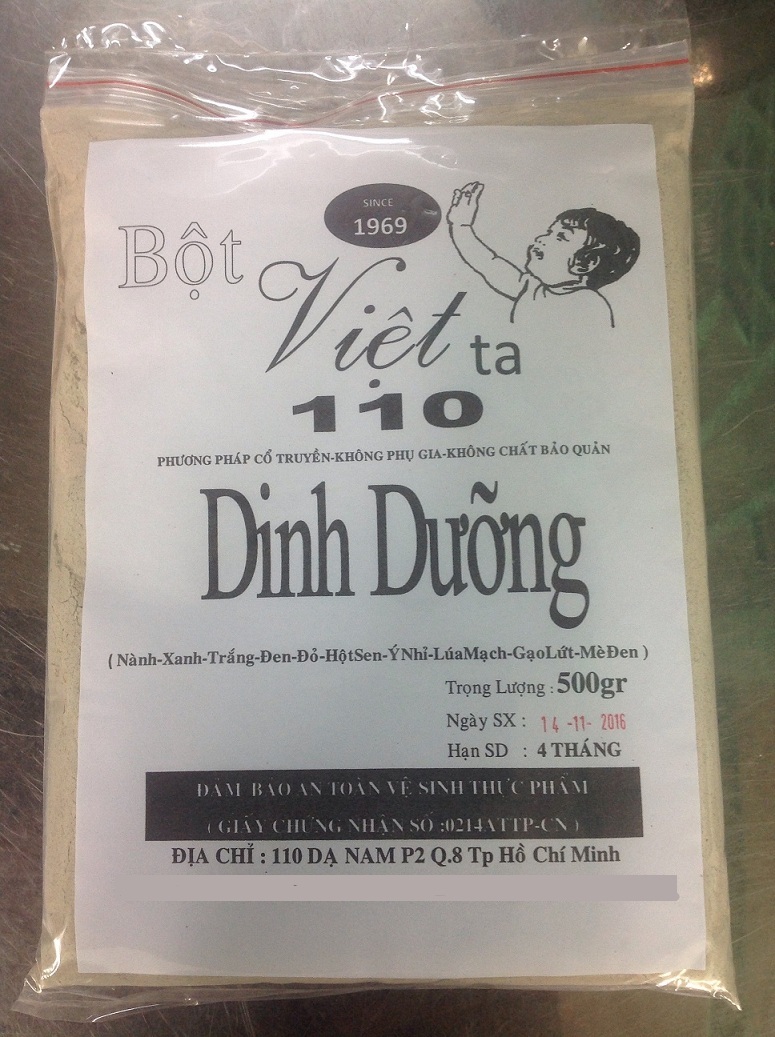 SINCE
1969
Bột
Việt ta
110
PHƯƠNG PHÁP CỔ TRUYỀN-KHÔNG PHỤ GIA-KHÔNG CHẤT BẢO QUẢN
Dinh Dưỡng
( Nành-Xanh-Trắng-Đen-Đỏ-HộtSen-ÝNhỉ-LúaMạch-GạoLứt-MèĐen )
Trọng Lượng : 500gr
Ngày SX : 14 -11- 2016
Hạn SD : 4 THÁNG
ĐẢM BẢO AN TOÀN VỆ SINH THỰC PHẨM
( GIẤY CHỨNG NHẬN SỐ :0214ATTP-CN )
ĐỊA CHỈ : 110 DẠ NAM P2 Q.8 Tp Hồ Chí Minh